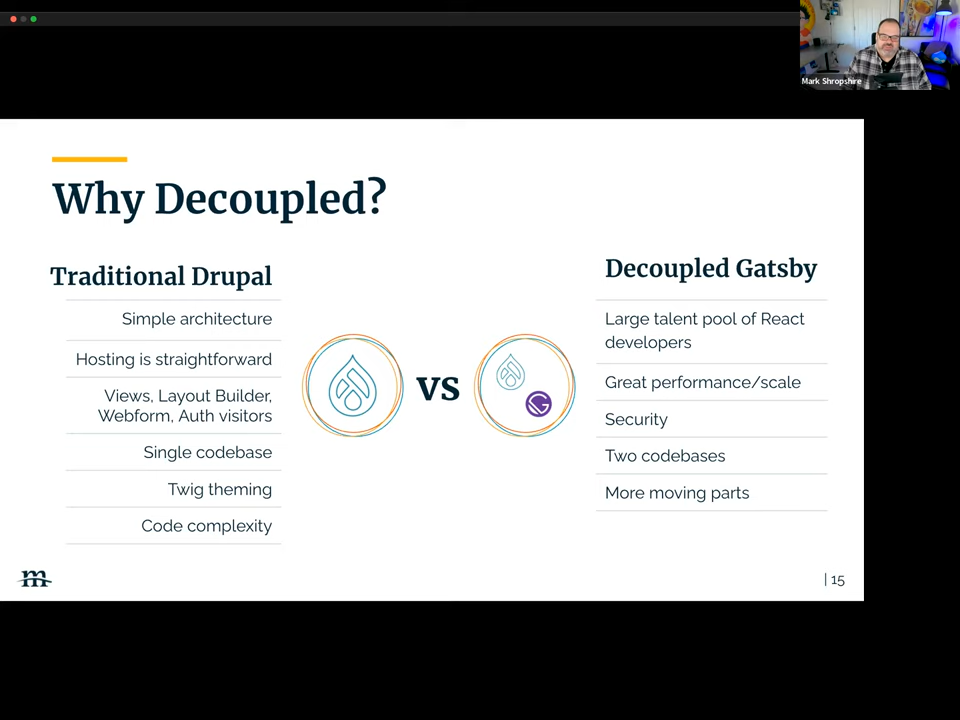 Mark Shropshire
Why Decoupled?
Traditional Drupal
Simple architecture
Hosting is straightforward
Views, Layout Builder,
Webform, Auth visitors
Single codebase
Twig theming
Code complexity
vs
Decoupled Gatsby
Large talent pool of React
developers
Great performance/scale
Security
Two codebases
More moving parts
m
| 15